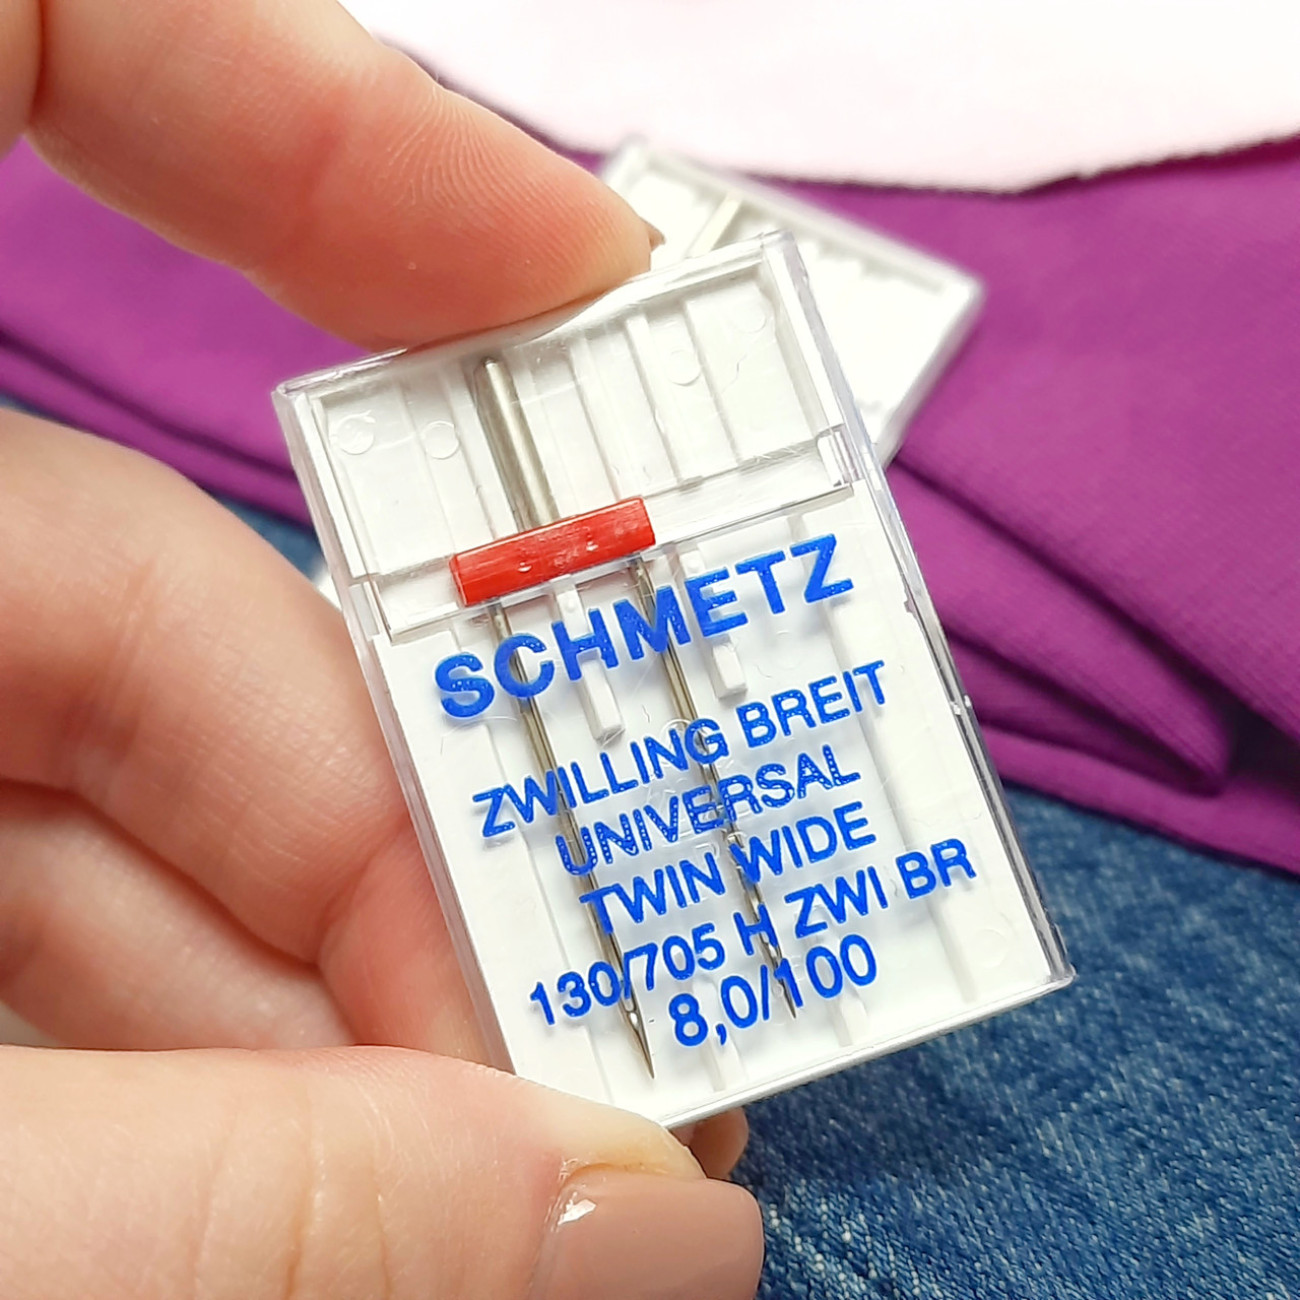 SCHMETZ
ZWILLING BREIT
UNIVERSAL
TWIN WIDE
130/705 H ZWI BR
8,0/100